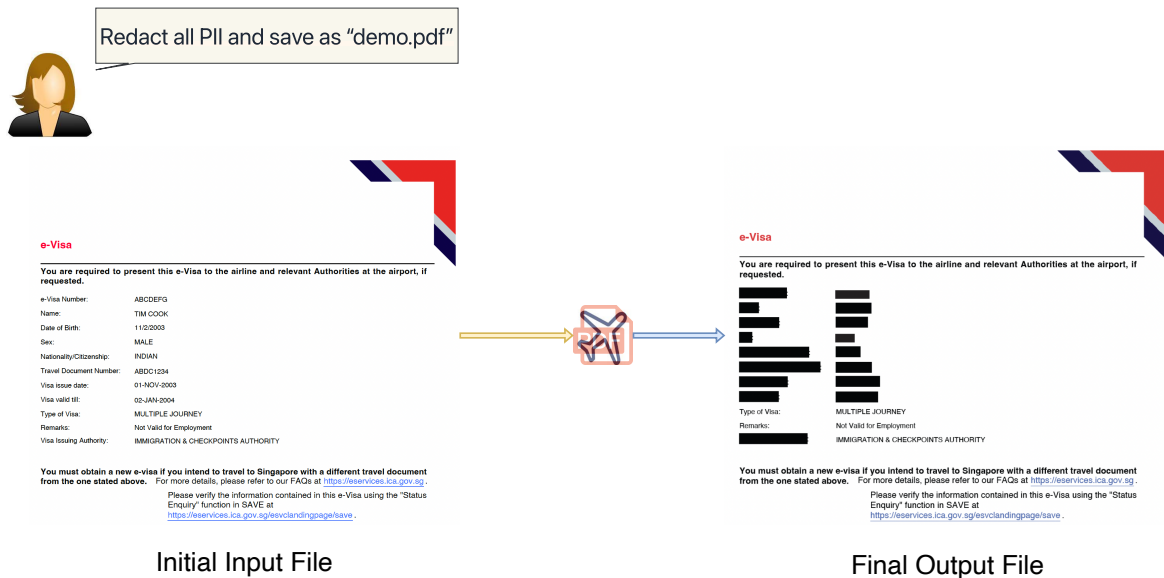 Redact all PII and save as “demo.pdf”
e-Visa
You are required to present this e-Visa to the airline and relevant Authorities at the airport, if
requested.
e-Visa Number: ABCDEFG
Name: TIM COOK
Date of Birth: 11/2/2003
Sex: MALE
Nationality/Citizenship: INDIAN
Travel Document Number: ABDC1234
Visa issue date: 01-NOV-2003
Visa valid till: 02-JAN-2004
Type of Visa: MULTIPLE JOURNEY
Remarks: Not Valid for Employment
Visa Issuing Authority: IMMIGRATION & CHECKPOINTS AUTHORITY
You must obtain a new e-visa if you intend to travel to Singapore with a different travel document
from the one stated above. For more details, please refer to our FAQs at https://eservices.ica.gov.sg.
Please verify the information contained in this e-Visa using the "Status
Enquiry" function in SAVE at
https://eservices.ica.gov.sg/esvclandingpage/save.
Initial Input File
PDF
e-Visa
You are required to present this e-Visa to the airline and relevant Authorities at the airport, if
requested.
Type of Visa: MULTIPLE JOURNEY
Remarks: Not Valid for Employment
IMMIGRATION & CHECKPOINTS AUTHORITY
You must obtain a new e-visa if you intend to travel to Singapore with a different travel document
from the one stated above. For more details, please refer to our FAQs at https://eservices.ica.gov.sg.
Please verify the information contained in this e-Visa using the "Status
Enquiry" function in SAVE at
https://eservices.ica.gov.sg/esvclandingpage/save.
Final Output File